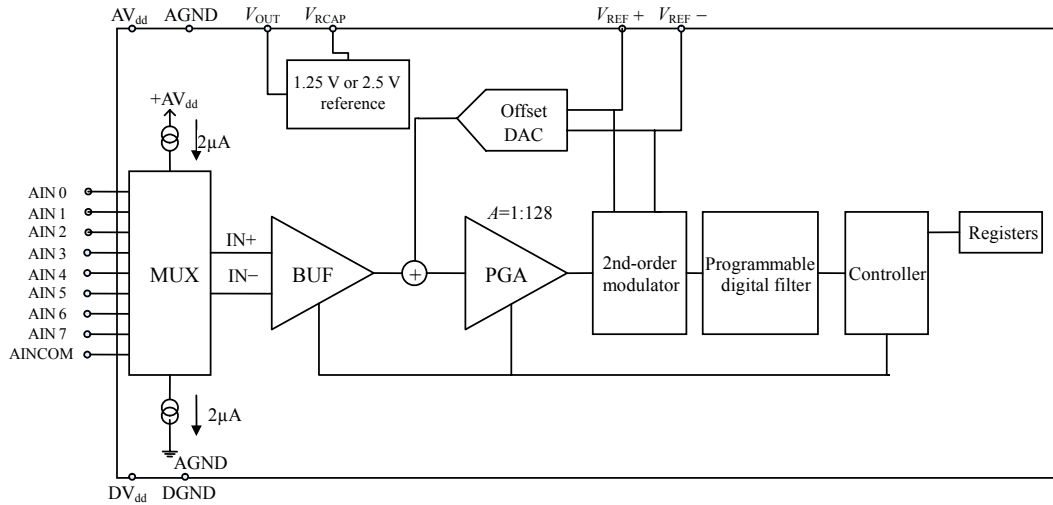 AVdd AGND VOUT VRCAP VREF + VREF −
1.25 V or 2.5 V
reference
Offset
DAC
+AVdd
2μA
AIN 0
AIN 1
AIN 2
AIN 3
AIN 4
AIN 5
AIN 6
AIN 7
AINCOM
MUX
IN+
IN−
BUF
+
A=1:128
PGA
2nd-order
modulator
Programmable
digital filter
Controller
Registers
2μA
AGND
DVdd DGND